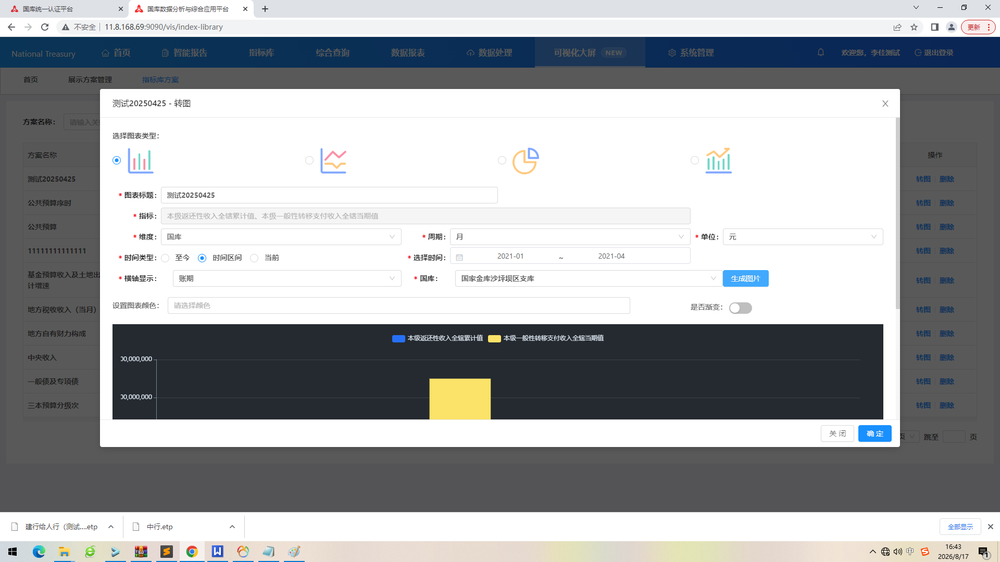 国库统一认证平台
国库数据分析与综合应用平台
不安全
11.8.168.69:9090/vis/index-library
更新
National Treasury
首页
智能报告
指标库
综合查询
数据报表
数据处理
可视化大屏 NEW
系统管理
欢迎您，李佳测试
退出登录
首页
展示方案管理
指标库方案
测试20250425 - 转图
方案名称：
请输入关
选择图表类型：
方案名称
操作
测试20250425
转图 删除
公共预算序时
转图 删除
公共预算
转图 删除
11111111111111
转图 删除
基金预算收入及土地出
计增速
转图 删除
地方税收收入（当月）
转图 删除
地方自有财力构成
转图 删除
中央收入
转图 删除
一般债及专项债
转图 删除
三本预算分级次
转图 删除
* 图表标题： 测试20250425
* 指标： 本级返还性收入全辖累计值、本级一般性转移支付收入全辖当期值
* 维度： 国库 * 周期： 月 * 单位： 元
* 时间类型： 至今 时间区间 当前 * 选择时间： 2021-01 ~ 2021-04
* 横轴显示： 账期 * 国库： 国家金库沙坪坝区支库 生成图片
设置图表颜色： 请选择颜色 是否渐变：
本级返还性收入全辖累计值 本级一般性转移支付收入全辖当期值
00,000,000
00,000,000
关 闭 确 定
页 跳至 页
建行给人行（测试....etp
中行.etp
全部显示
中
16:43
2026/8/17
1